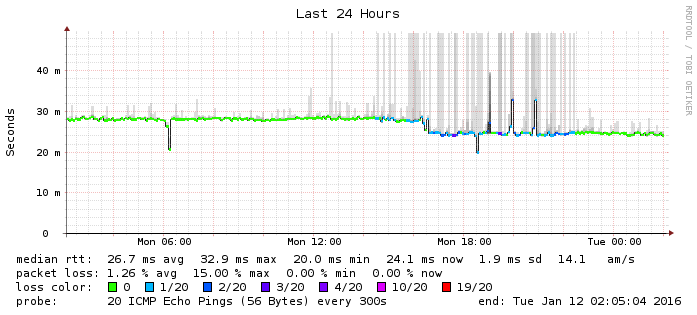 Last 24 Hours
RRDTOOL / TOBI OETIKER
Seconds
40 m
30 m
20 m
10 m
0
Mon 06:00 Mon 12:00 Mon 18:00 Tue 00:00
median rtt: 26.7 ms avg 32.9 ms max 20.0 ms min 24.1 ms now 1.9 ms sd 14.1 am/s
packet loss: 1.26 % avg 15.00 % max 0.00 % min 0.00 % now
loss color: 0 1/20 2/20 3/20 4/20 10/20 19/20
probe: 20 ICMP Echo Pings (56 Bytes) every 300s end: Tue Jan 12 02:05:04 2016